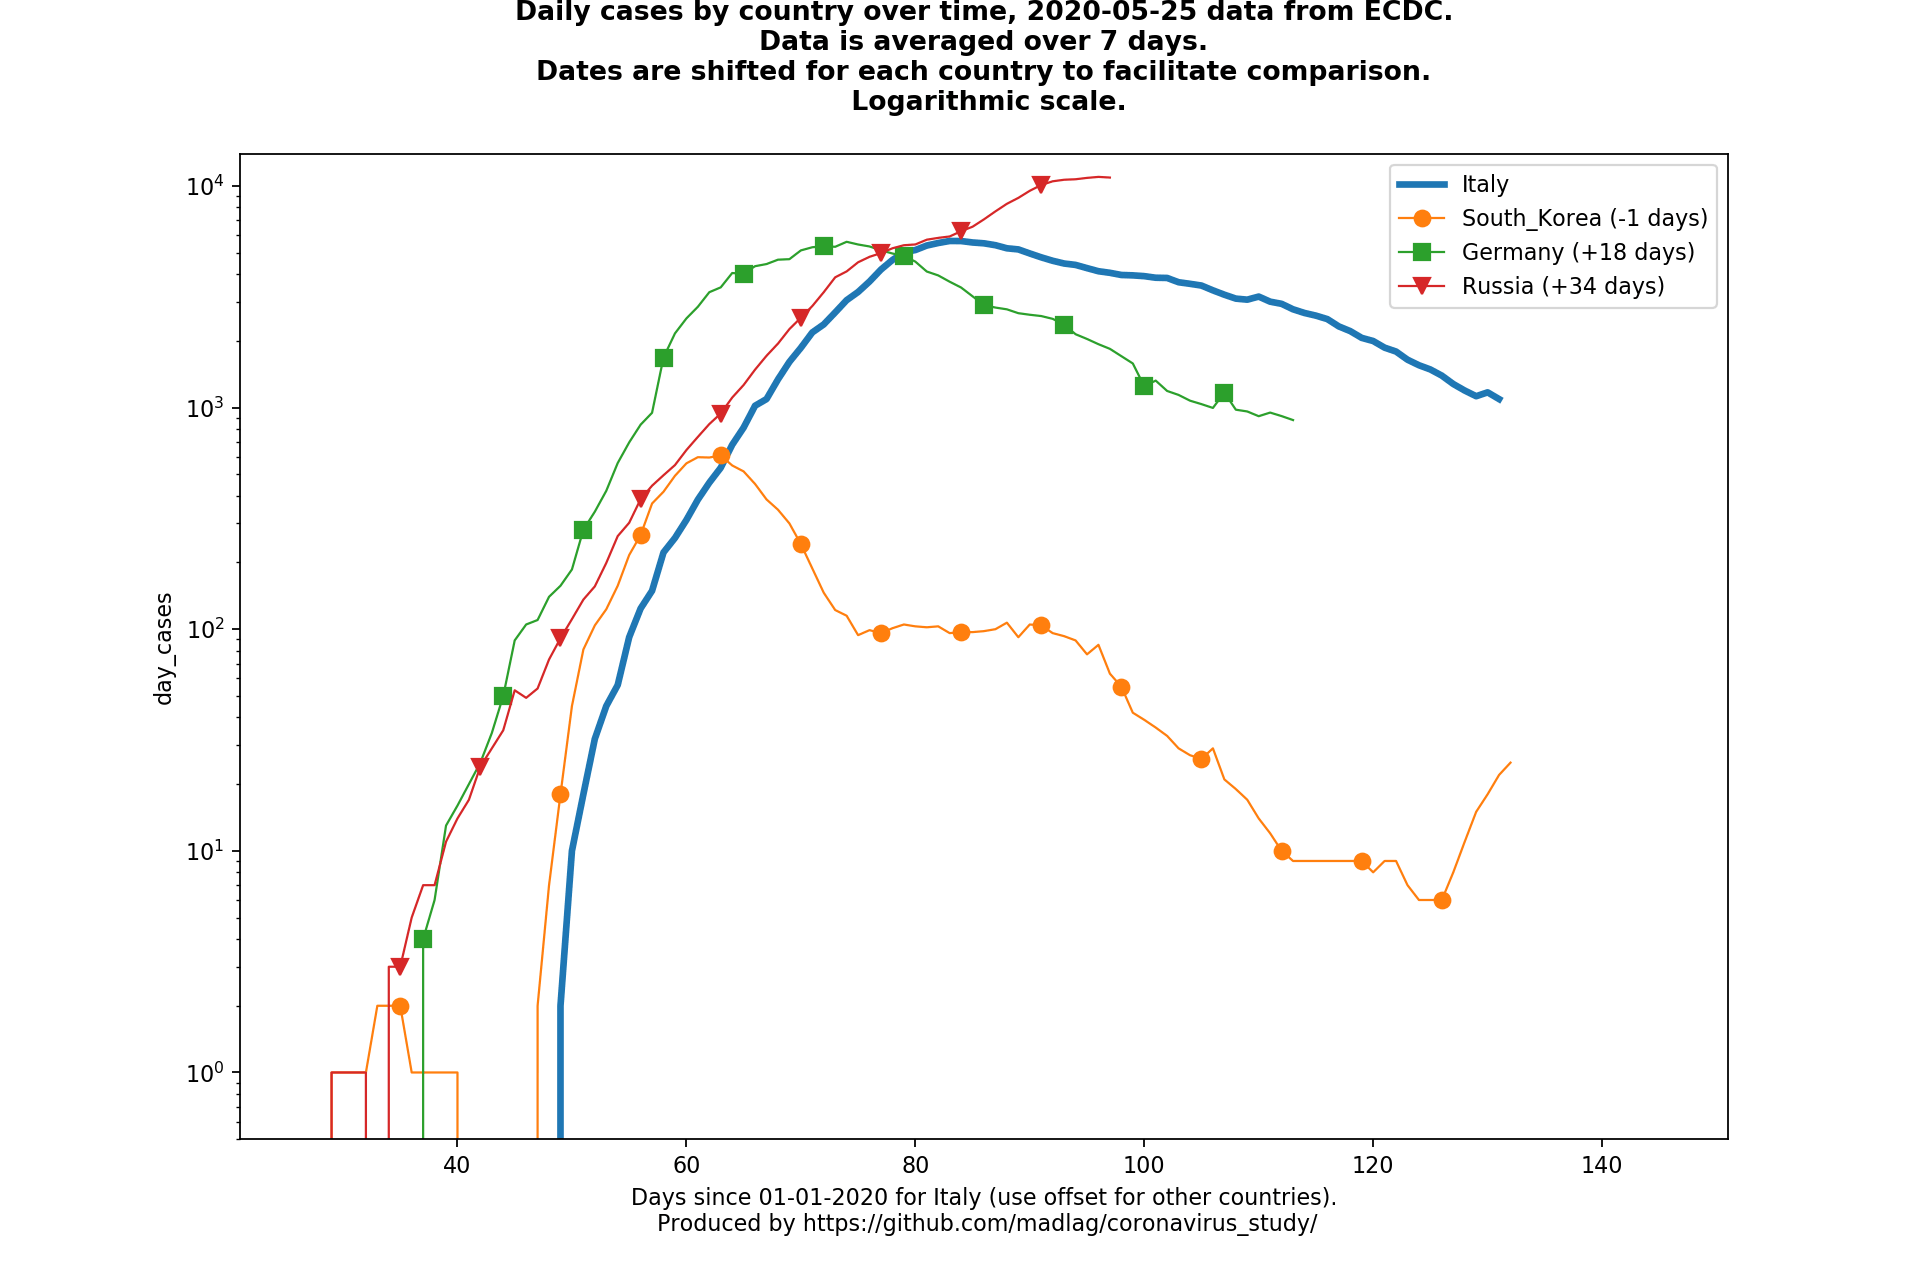 Daily cases by country over time, 2020-05-25 data from ECDC.
Data is averaged over 7 days.
Dates are shifted for each country to facilitate comparison.
Logarithmic scale.
10⁴
10³
10²
10¹
10⁰
day_cases
Italy
South_Korea (-1 days)
Germany (+18 days)
Russia (+34 days)
40 60 80 100 120 140
Days since 01-01-2020 for Italy (use offset for other countries).
Produced by https://github.com/madlag/coronavirus_study/